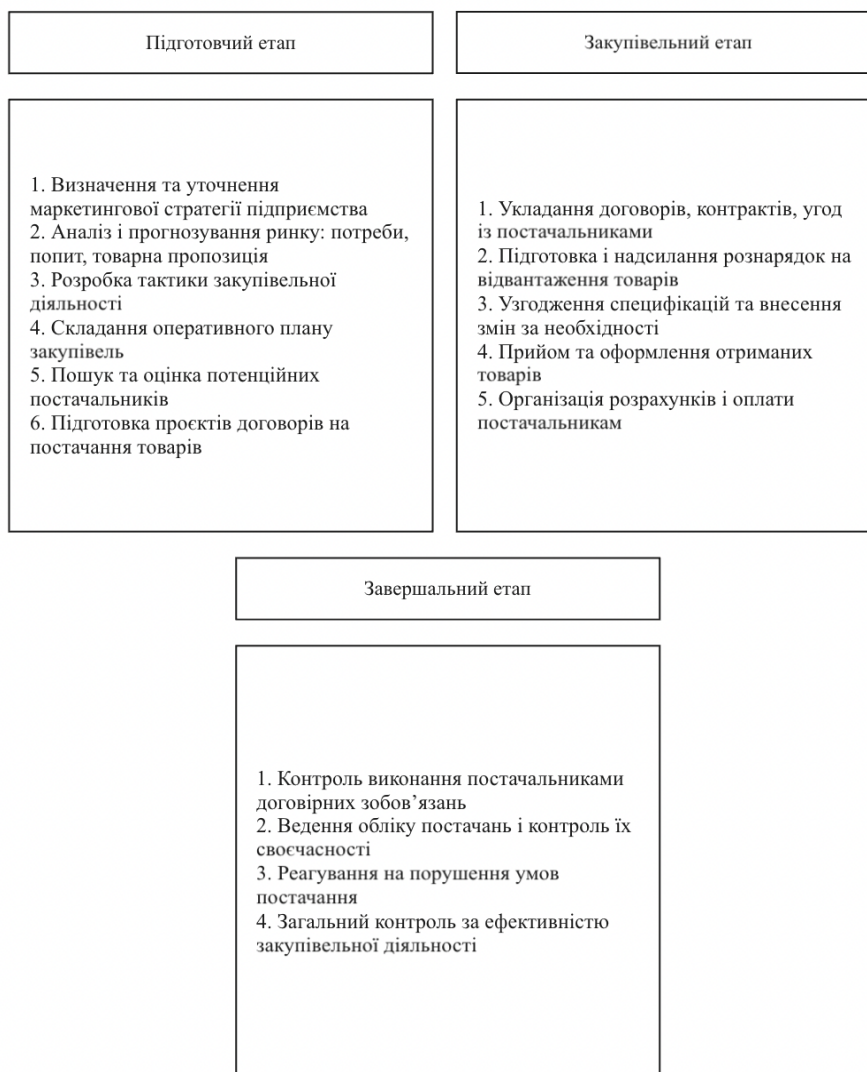 Підготовчий етап
1. Визначення та уточнення
маркетингової стратегії підприємства
2. Аналіз і прогнозування ринку: потреби,
попит, товарна пропозиція
3. Розробка тактики закупівельної
діяльності
4. Складання оперативного плану
закупівель
5. Пошук та оцінка потенційних
постачальників
6. Підготовка проєктів договорів на
постачання товарів
Закупівельний етап
1. Укладання договорів, контрактів, угод
із постачальниками
2. Підготовка і надсилання рознарядок на
відвантаження товарів
3. Узгодження специфікацій та внесення
змін за необхідності
4. Прийом та оформлення отриманих
товарів
5. Організація розрахунків і оплати
постачальникам
Завершальний етап
1. Контроль виконання постачальниками
договірних зобов’язань
2. Ведення обліку постачань і контроль їх
своєчасності
3. Реагування на порушення умов
постачання
4. Загальний контроль за ефективністю
закупівельної діяльності